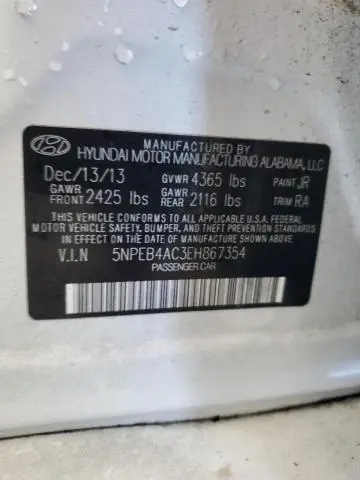 MANUFACTURED BY
HYUNDAI MOTOR MANUFACTURING ALABAMA, LLC
Dec/13/13 GVWR 4365 lbs PAINT JR
GAWR FRONT 2425 lbs GAWR REAR 2116 lbs TRIM RA
THIS VEHICLE CONFORMS TO ALL APPLICABLE U.S.A. FEDERAL
MOTOR VEHICLE SAFETY, BUMPER, AND THEFT PREVENTION STANDARDS
IN EFFECT ON THE DATE OF MANUFACTURE SHOWN ABOVE.
V.I.N 5NPEB4AC3EH867354
PASSENGER CAR